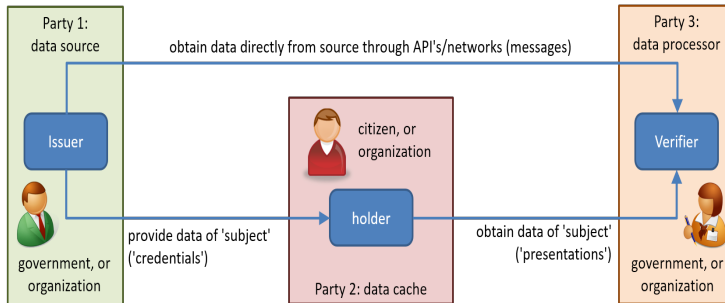 Party 1:
data source
Party 3:
data processor
obtain data directly from source through API's/networks (messages)
Issuer
citizen, or
organization
Verifier
holder
provide data of 'subject'
('credentials')
obtain data of 'subject'
('presentations')
government, or
organization
Party 2: data cache
government, or
organization